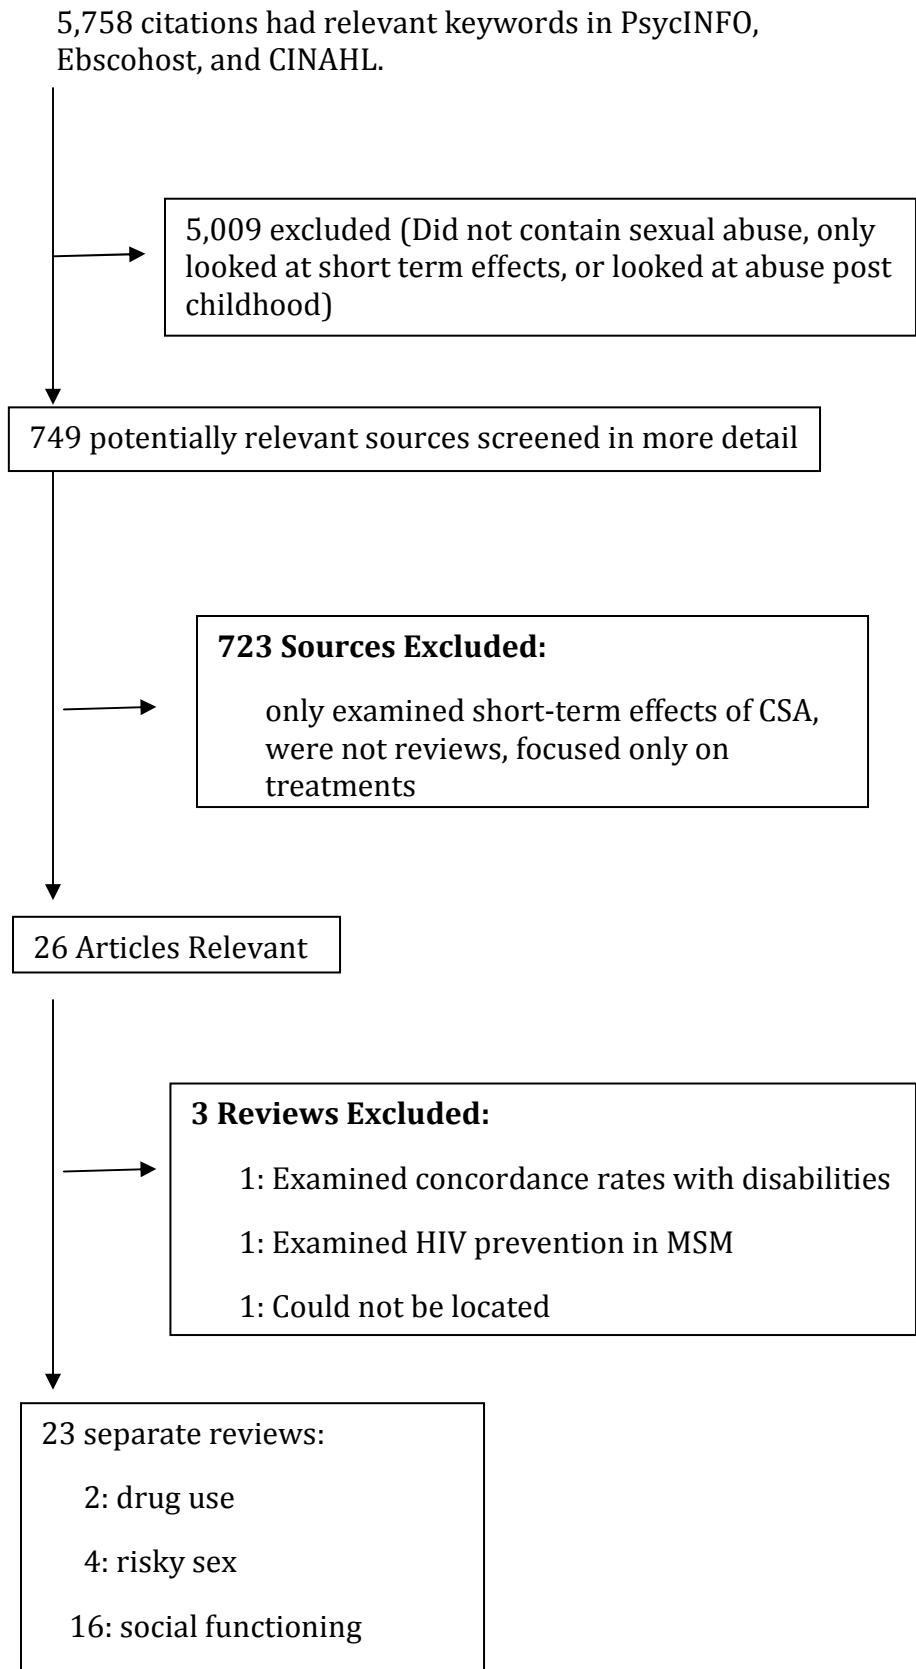 5,758 citations had relevant keywords in PsycINFO,
Ebscohost, and CINAHL.
5,009 excluded (Did not contain sexual abuse, only
looked at short term effects, or looked at abuse post
childhood)
749 potentially relevant sources screened in more detail
723 Sources Excluded:
only examined short-term effects of CSA,
were not reviews, focused only on
treatments
26 Articles Relevant
3 Reviews Excluded:
1: Examined concordance rates with disabilities
1: Examined HIV prevention in MSM
1: Could not be located
23 separate reviews:
2: drug use
4: risky sex
16: social functioning